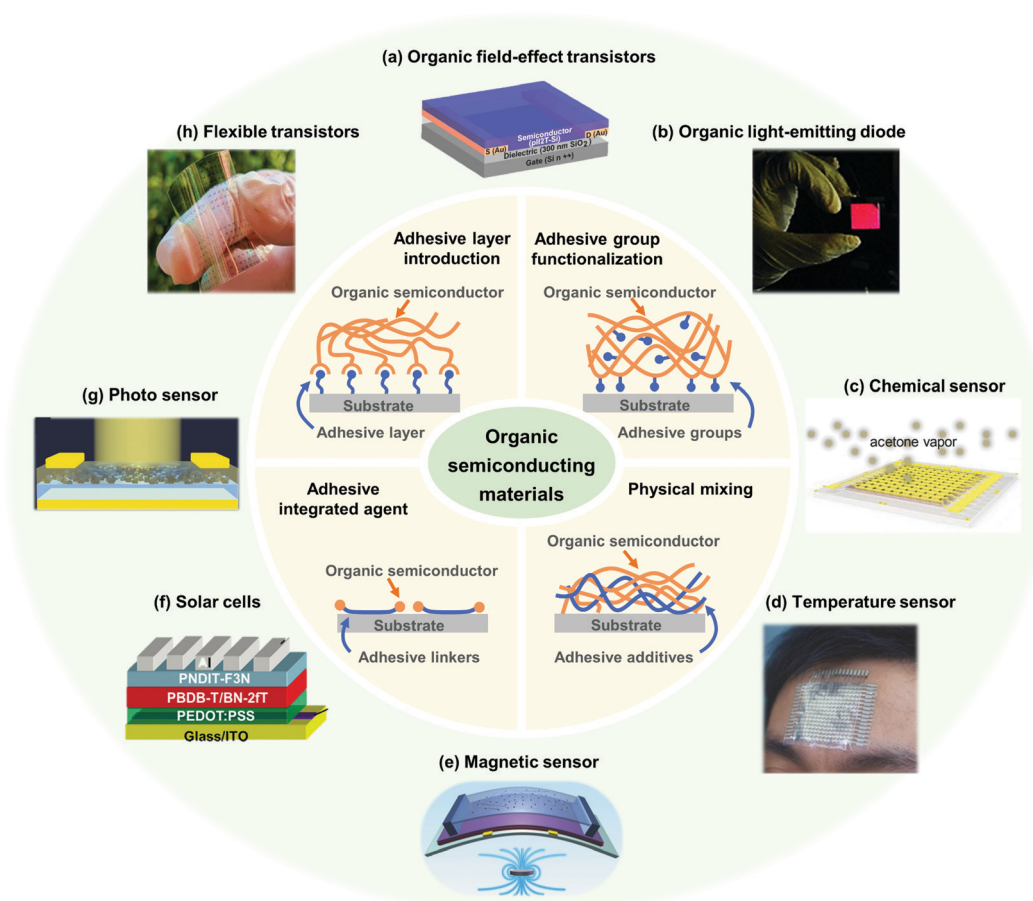 (a) Organic field-effect transistors
Semiconductor
(pII2T-Si)
S (Au)
D (Au)
Dielectric (300 nm SiO2)
Gate (Si n ++)
(h) Flexible transistors
(b) Organic light-emitting diode
Adhesive layer
introduction
Organic semiconductor
Substrate
Adhesive layer
Adhesive group
functionalization
Organic semiconductor
Substrate
Adhesive groups
(g) Photo sensor
(c) Chemical sensor
acetone vapor
Organic
semiconducting
materials
Adhesive
integrated agent
Organic semiconductor
Substrate
Adhesive linkers
Physical mixing
Organic semiconductor
Substrate
Adhesive additives
(f) Solar cells
Al
PNDIT-F3N
PBDB-T/BN-2fT
PEDOT:PSS
Glass/ITO
(d) Temperature sensor
(e) Magnetic sensor